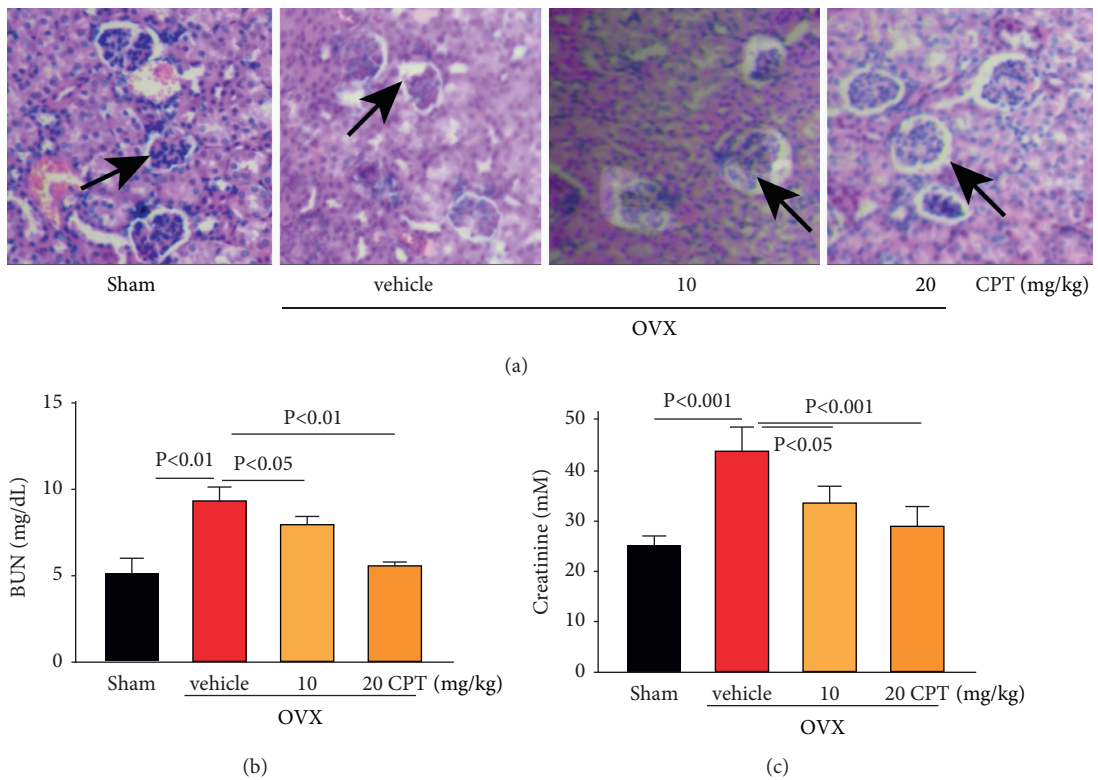 Sham vehicle 10 20 CPT (mg/kg)
OVX
(a)
15
10
5
0
BUN (mg/dL)
P<0.01
P<0.01
P<0.05
Sham vehicle 10 20 CPT (mg/kg)
OVX
(b)
50
40
30
20
10
0
Creatinine (mM)
P<0.001
P<0.001
P<0.05
Sham vehicle 10 20 CPT (mg/kg)
OVX
(c)